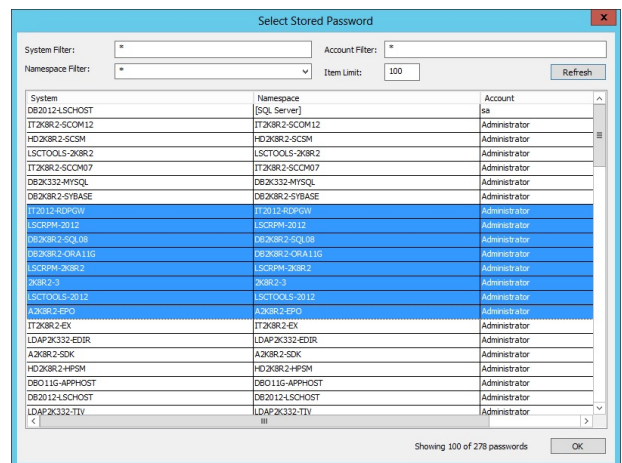 Select Stored Password
x
System Filter: * Account Filter: *
Namespace Filter: * Item Limit: 100 Refresh
System Namespace Account
DB2012-LSCHOST [SQL Server] sa
IT2K8R2-SCOM12 IT2K8R2-SCOM12 Administrator
HD2K8R2-SCSM HD2K8R2-SCSM Administrator
LSCTOOLS-2K8R2 LSCTOOLS-2K8R2 Administrator
IT2K8R2-SCCM07 IT2K8R2-SCCM07 Administrator
DB2K332-MYSQL DB2K332-MYSQL Administrator
DB2K8R2-SYBASE DB2K8R2-SYBASE Administrator
IT2012-RDPGW IT2012-RDPGW Administrator
LSCRPM-2012 LSCRPM-2012 Administrator
DB2K8R2-SQL08 DB2K8R2-SQL08 Administrator
DB2K8R2-ORA11G DB2K8R2-ORA11G Administrator
LSCRPM-2K8R2 LSCRPM-2K8R2 Administrator
2K8R2-3 2K8R2-3 Administrator
LSCTOOLS-2012 LSCTOOLS-2012 Administrator
A2K8R2-EPO A2K8R2-EPO Administrator
IT2K8R2-EX IT2K8R2-EX Administrator
LDAP2K332-EDIR LDAP2K332-EDIR Administrator
A2K8R2-SDK A2K8R2-SDK Administrator
HD2K8R2-HPSM HD2K8R2-HPSM Administrator
DBO11G-APPHOST DBO11G-APPHOST Administrator
DB2012-LSCHOST DB2012-LSCHOST Administrator
LDAP2K332-TIV LDAP2K332-TIV Administrator
Showing 100 of 278 passwords OK